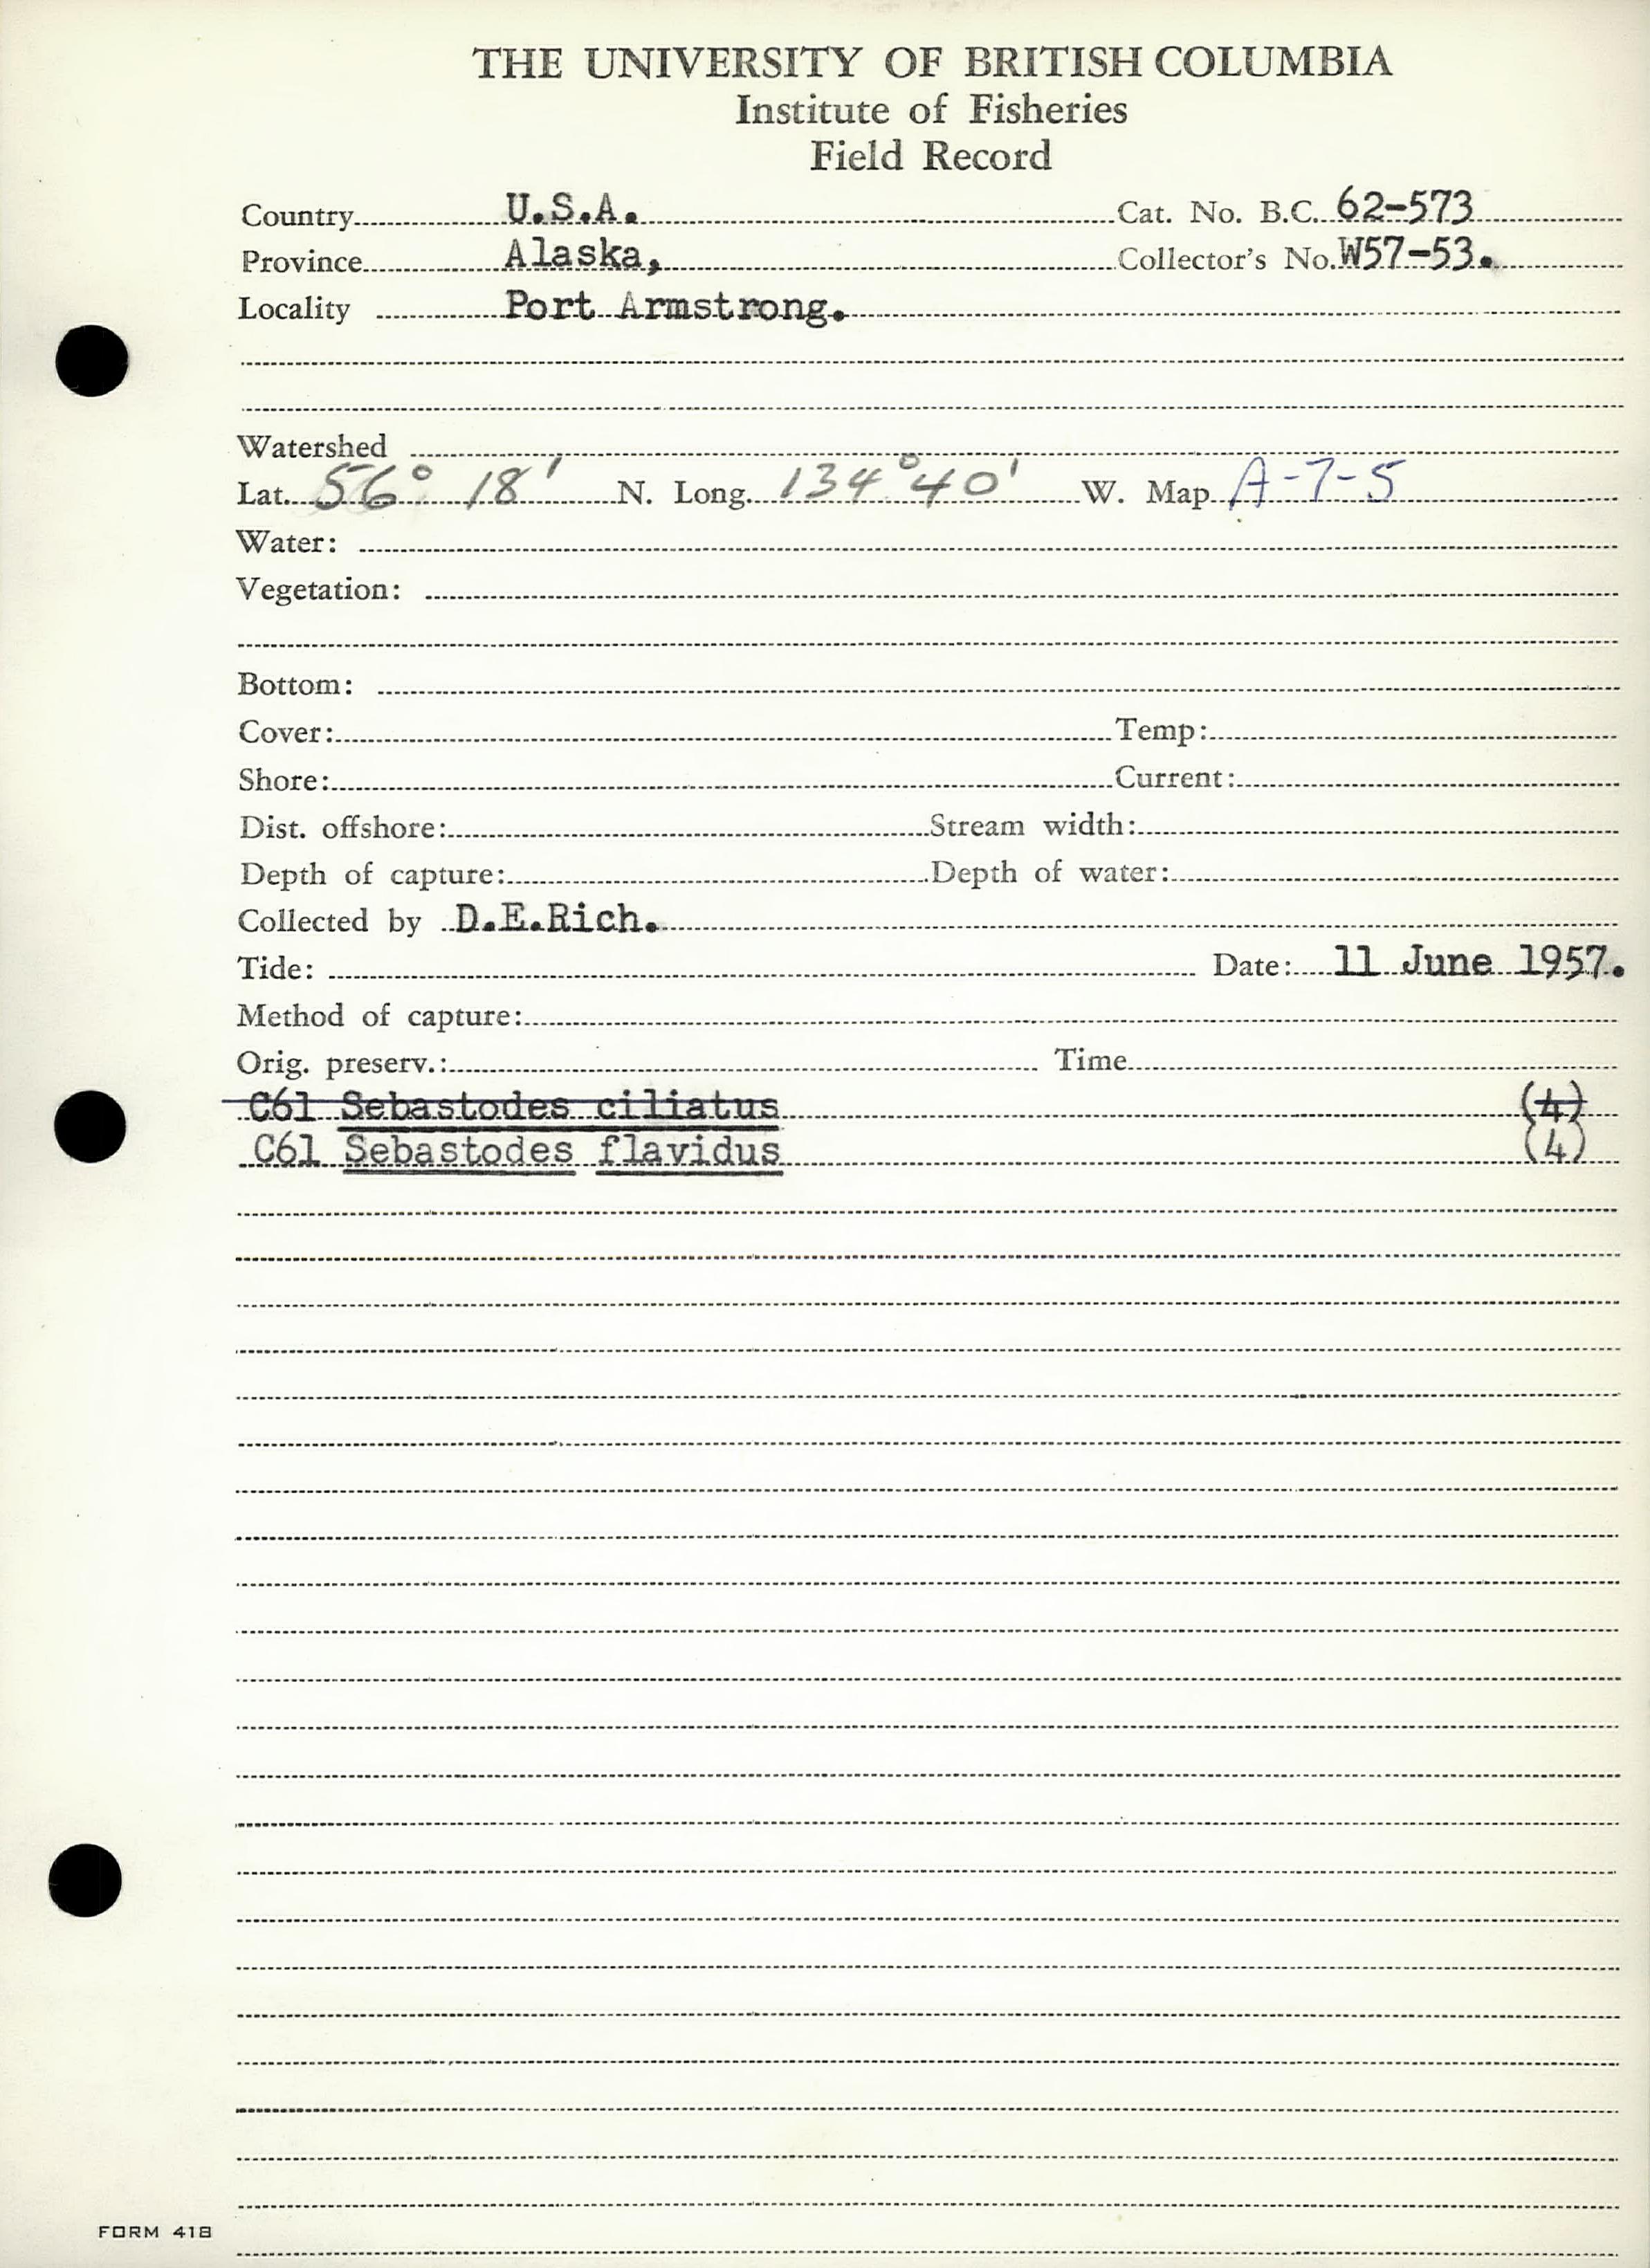 THE UNIVERSITY OF BRITISH COLUMBIA
Institute of Fisheries
Field Record
Country U.S.A. Cat. No. B.C. 62-573
Province Alaska, Collector's No. W57-53.
Locality Port Armstrong.
Watershed
Lat. 56° 18' N. Long. 134° 40' W. Map A-7-5
Water:
Vegetation:
Bottom:
Cover: Temp:
Shore: Current:
Dist. offshore: Stream width:
Depth of capture: Depth of water:
Collected by D.E.Rich.
Tide: Date: 11 June 1957.
Method of capture:
Orig. preserv.: Time
C61 Sebastodes ciliatus (4)
C61 Sebastodes flavidus (4)
FORM 418